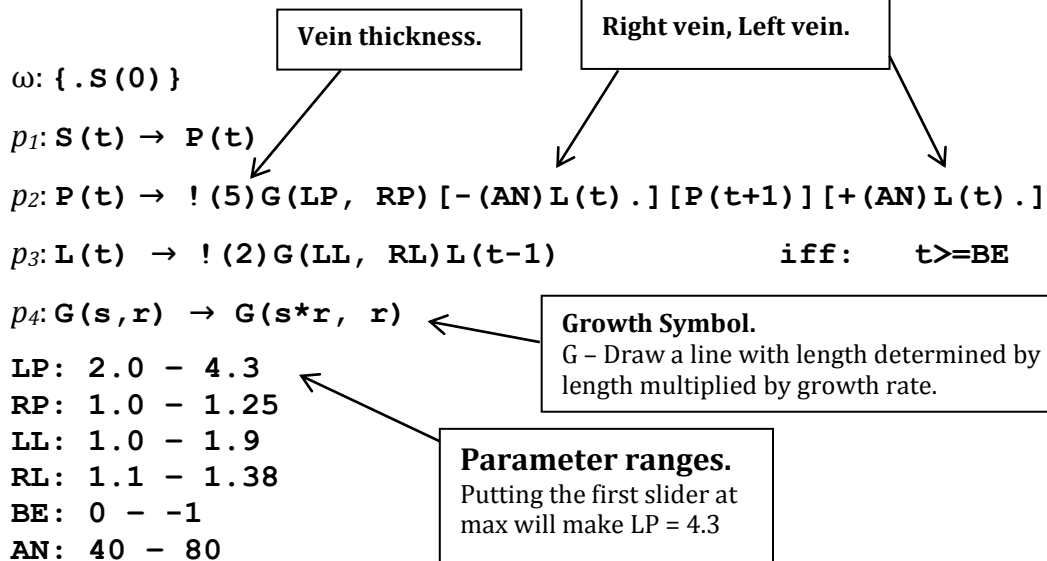 Vein thickness.
Right vein, Left vein.
ω: {.S(0)}
p1: S(t) → P(t)
p2: P(t) → !(5)G(LP, RP)[-(AN)L(t).][P(t+1)][+(AN)L(t).]
p3: L(t) → !(2)G(LL, RL)L(t-1) iff: t>=BE
p4: G(s,r) → G(s*r, r)
Growth Symbol.
G – Draw a line with length determined by
length multiplied by growth rate.
LP: 2.0 – 4.3
RP: 1.0 – 1.25
LL: 1.0 – 1.9
RL: 1.1 – 1.38
BE: 0 – -1
AN: 40 – 80
Parameter ranges.
Putting the first slider at
max will make LP = 4.3